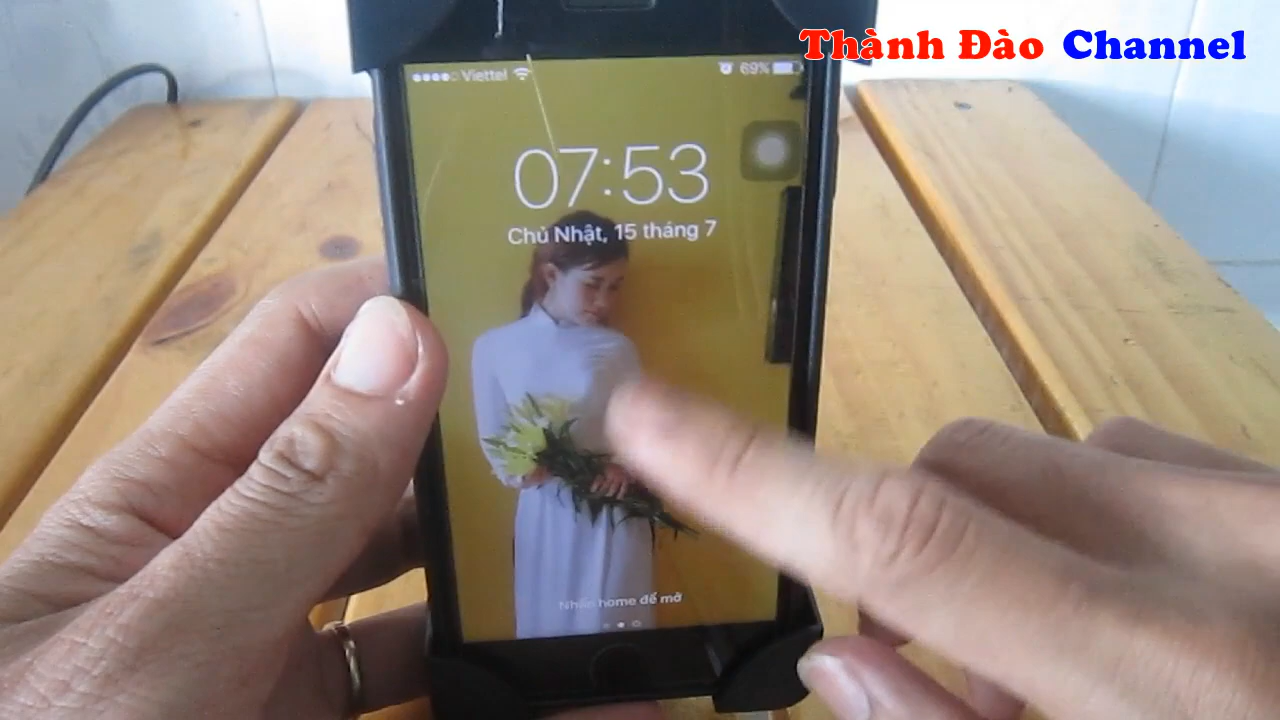 Thành Đào Channel
Viettel 69%
07:53
Chủ Nhật, 15 tháng 7
Nhấn home để mở